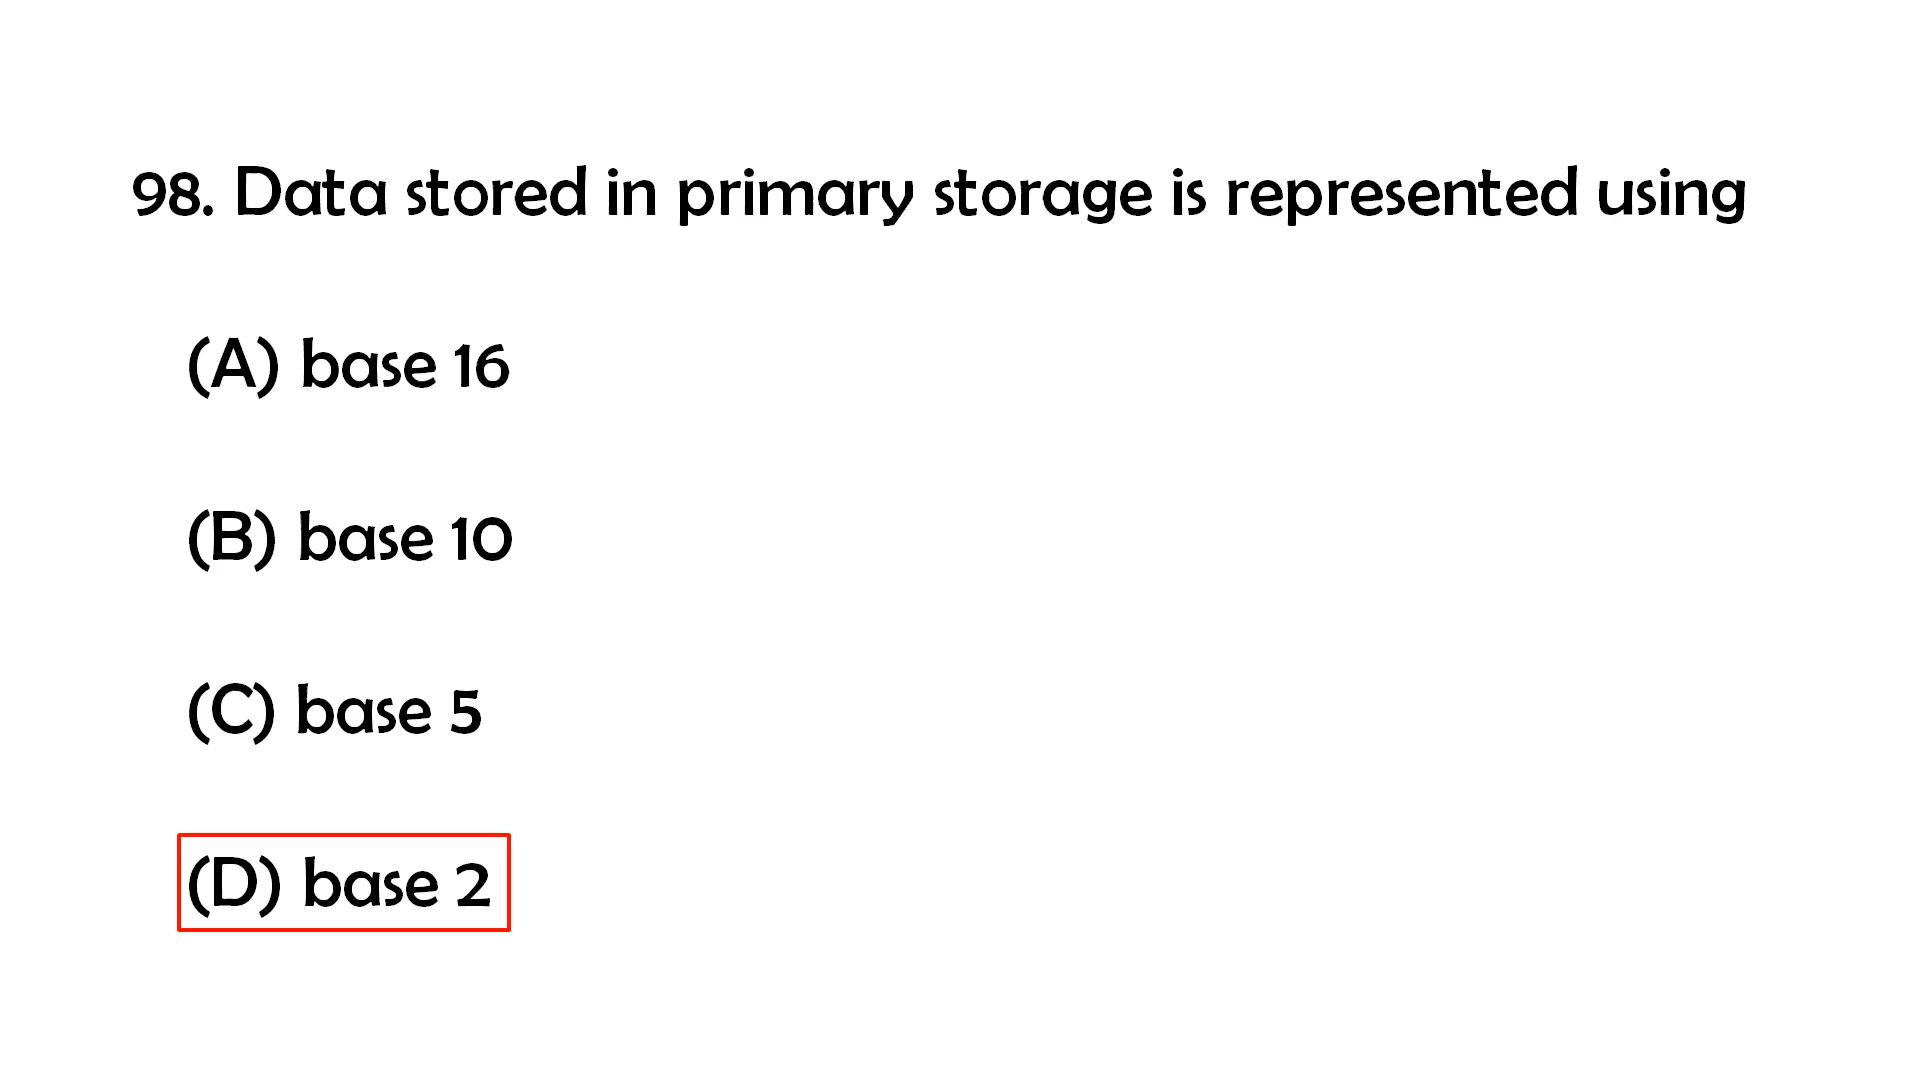 98. Data stored in primary storage is represented using
(A) base 16
(B) base 10
(C) base 5
(D) base 2